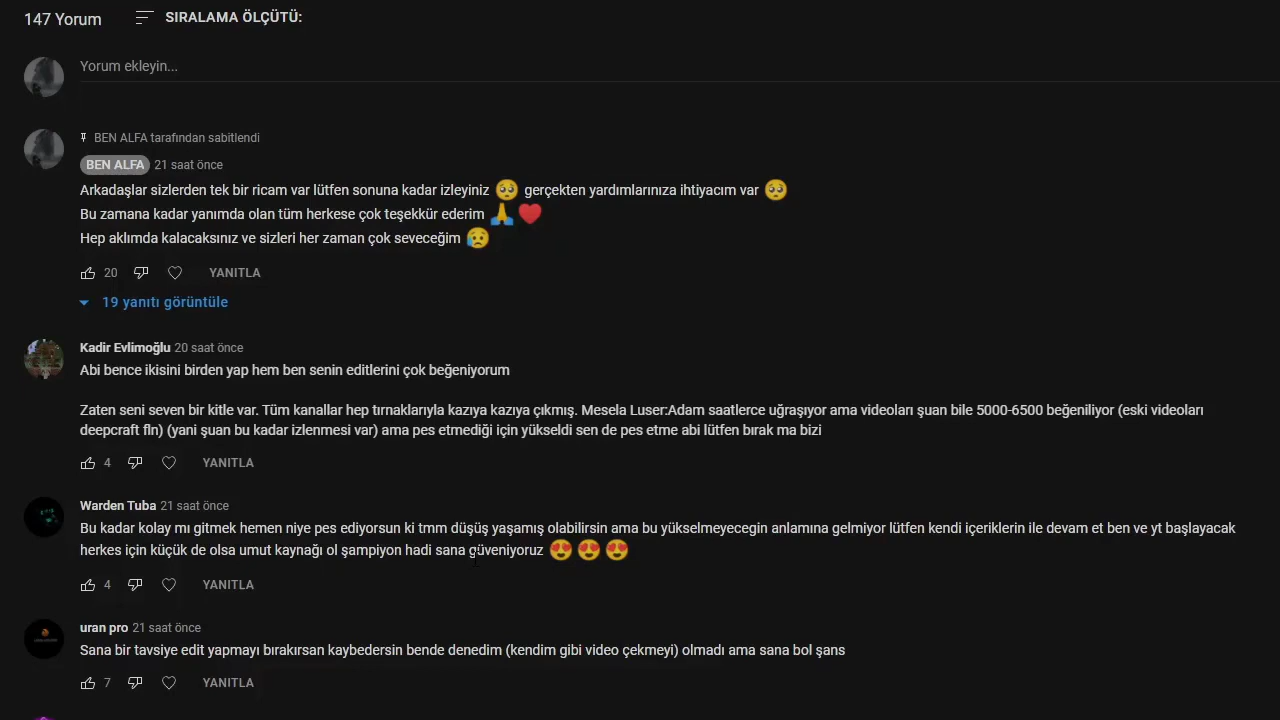 147 Yorum
SIRALAMA ÖLÇÜTÜ:
Yorum ekleyin...
BEN ALFA tarafından sabitlendi
BEN ALFA 21 saat önce
Arkadaşlar sizlerden tek bir ricam var lütfen sonuna kadar izleyiniz 🥺 gerçekten yardımlarınıza ihtiyacım var 🥺
Bu zamana kadar yanımda olan tüm herkese çok teşekkür ederim 🙏❤️
Hep aklımda kalacaksınız ve sizleri her zaman çok seveceğim 😥
20 YANITLA
19 yanıtı görüntüle
Kadir Evlimoğlu 20 saat önce
Abi bence ikisini birden yap hem ben senin editlerini çok beğeniyorum
Zaten seni seven bir kitle var. Tüm kanallar hep tırnaklarıyla kazıya kazıya çıkmış. Mesela Luser:Adam saatlerce uğraşıyor ama videoları şuan bile 5000-6500 beğeniliyor (eski videoları
deepcraft fln) (yani şuan bu kadar izlenmesi var) ama pes etmediği için yükseldi sen de pes etme abi lütfen bırak ma bizi
4 YANITLA
Warden Tuba 21 saat önce
Bu kadar kolay mı gitmek hemen niye pes ediyorsun ki tmm düşüş yaşamış olabilirsin ama bu yükselmeyecegin anlamına gelmiyor lütfen kendi içeriklerin ile devam et ben ve yt başlayacak
herkes için küçük de olsa umut kaynağı ol şampiyon hadi sana güveniyoruz 😍😍😍
4 YANITLA
uran pro 21 saat önce
Sana bir tavsiye edit yapmayı bırakırsan kaybedersin bende denedim (kendim gibi video çekmeyi) olmadı ama sana bol şans
7 YANITLA